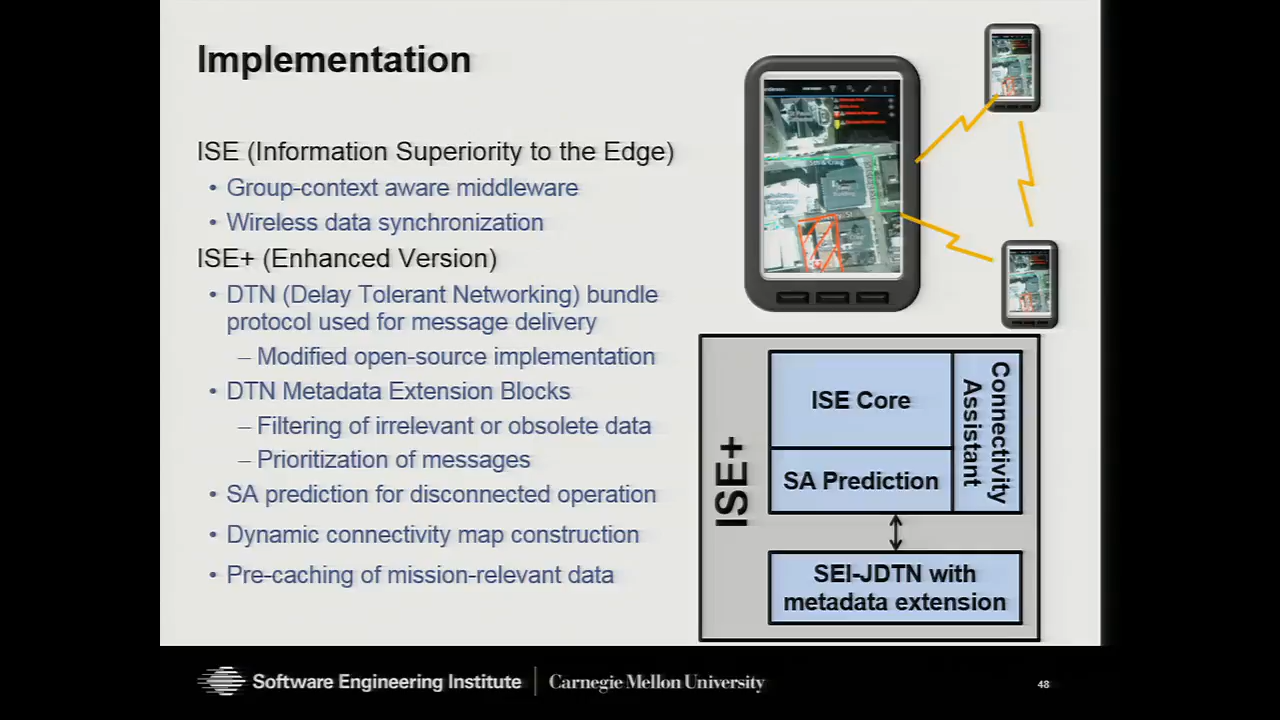 Implementation
ISE (Information Superiority to the Edge)
• Group-context aware middleware
• Wireless data synchronization
ISE+ (Enhanced Version)
• DTN (Delay Tolerant Networking) bundle
protocol used for message delivery
– Modified open-source implementation
• DTN Metadata Extension Blocks
– Filtering of irrelevant or obsolete data
– Prioritization of messages
• SA prediction for disconnected operation
• Dynamic connectivity map construction
• Pre-caching of mission-relevant data
ISE+
ISE Core
SA Prediction
Connectivity
Assistant
SEI-JDTN with
metadata extension
Software Engineering Institute
Carnegie Mellon University
48